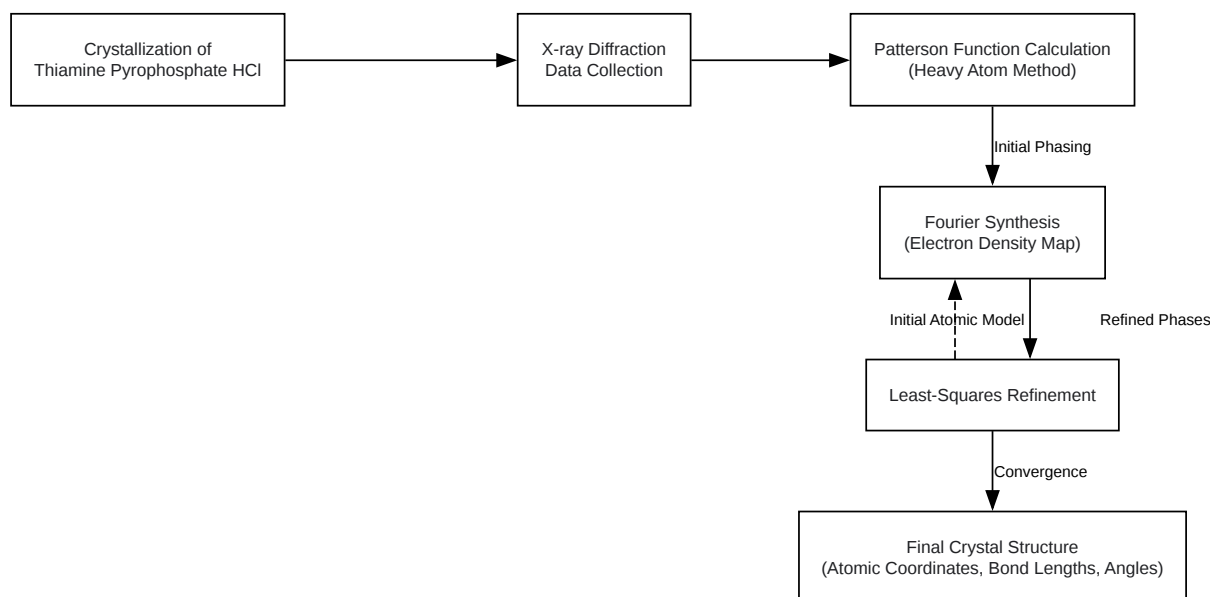 Crystallization of
Thiamine Pyrophosphate HCl
X-ray Diffraction
Data Collection
Patterson Function Calculation
(Heavy Atom Method)
Initial Phasing
Fourier Synthesis
(Electron Density Map)
Initial Atomic Model
Refined Phases
Least-Squares Refinement
Convergence
Final Crystal Structure
(Atomic Coordinates, Bond Lengths, Angles)